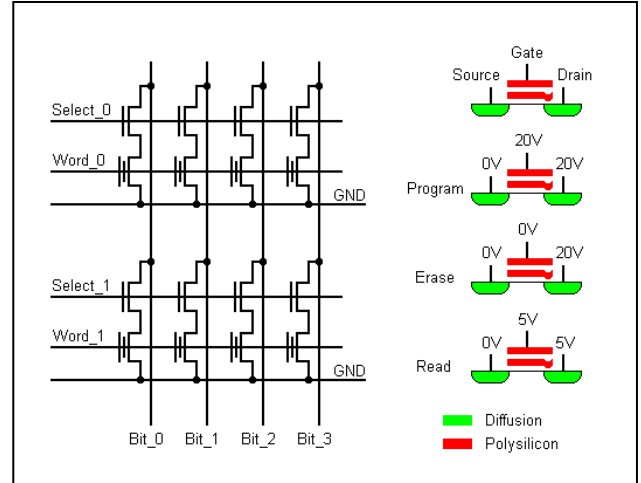 Select_0
Word_0
GND
Select_1
Word_1
GND
Bit_0 Bit_1 Bit_2 Bit_3
Gate
Source Drain
20V
0V 20V
Program
0V
0V 20V
Erase
5V
0V 5V
Read
Diffusion
Polysilicon